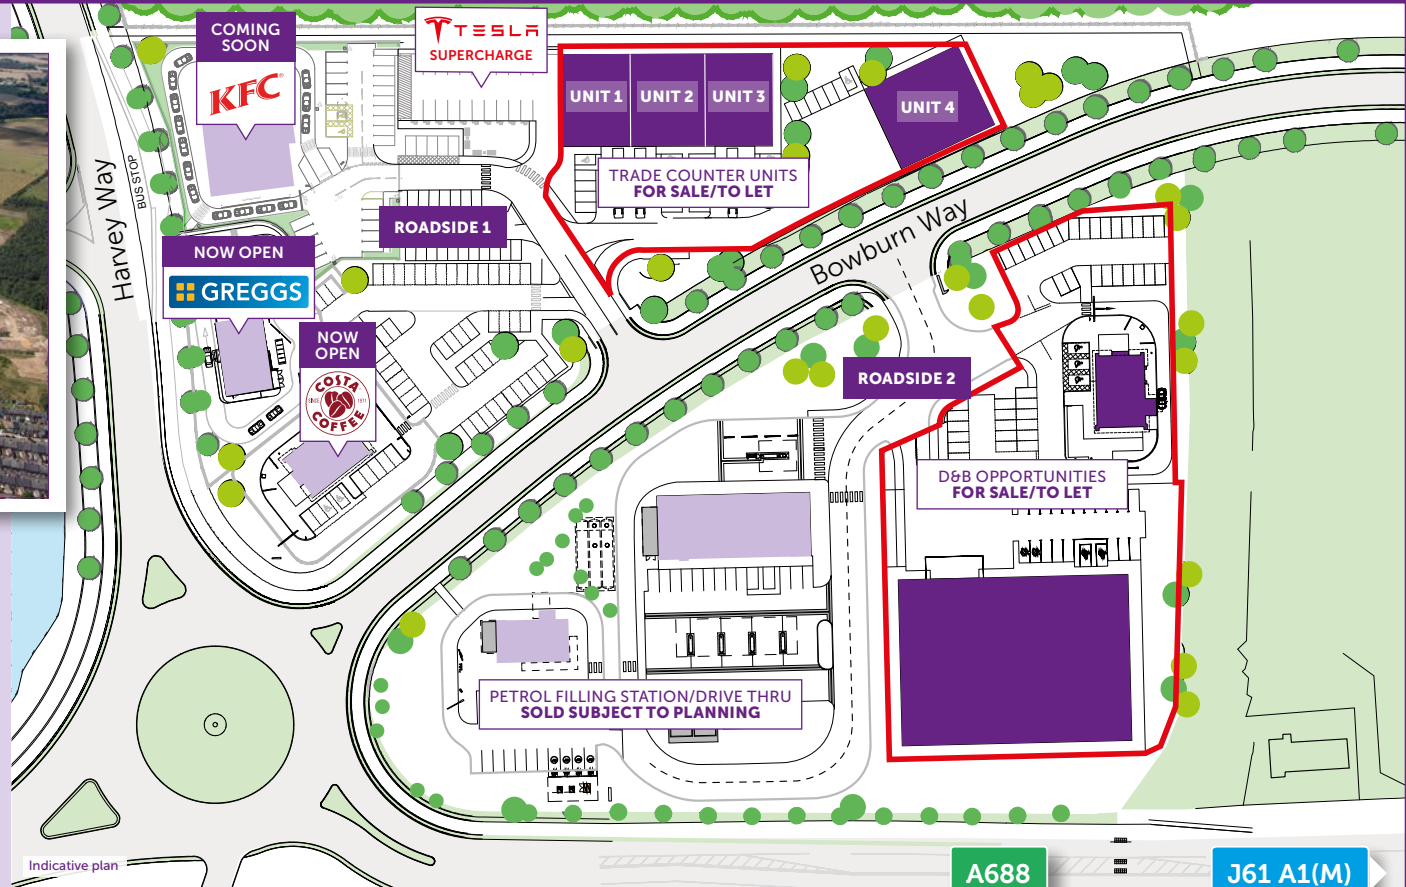 COMING
SOON
KFC
TESLA
SUPERCHARGE
UNIT 1
UNIT 2
UNIT 3
UNIT 4
TRADE COUNTER UNITS
FOR SALE/TO LET
Harvey Way
BUS STOP
ROADSIDE 1
NOW OPEN
GREGGS
NOW
OPEN
COSTA
SINCE 1971
COFFEE
Bowburn Way
ROADSIDE 2
D&B OPPORTUNITIES
FOR SALE/TO LET
PETROL FILLING STATION/DRIVE THRU
SOLD SUBJECT TO PLANNING
Indicative plan
A688
J61 A1(M)